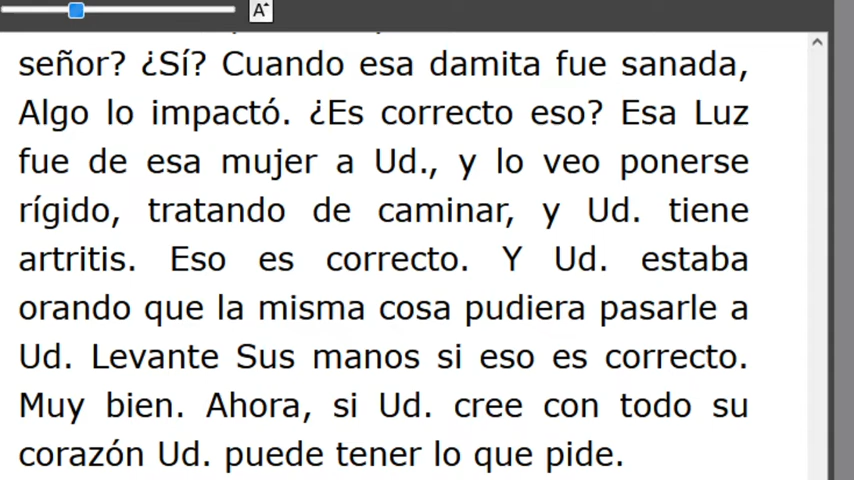 A
señor? ¿Sí? Cuando esa damita fue sanada,
Algo lo impactó. ¿Es correcto eso? Esa Luz
fue de esa mujer a Ud., y lo veo ponerse
rígido, tratando de caminar, y Ud. tiene
artritis. Eso es correcto. Y Ud. estaba
orando que la misma cosa pudiera pasarle a
Ud. Levante Sus manos si eso es correcto.
Muy bien. Ahora, si Ud. cree con todo su
corazón Ud. puede tener lo que pide.